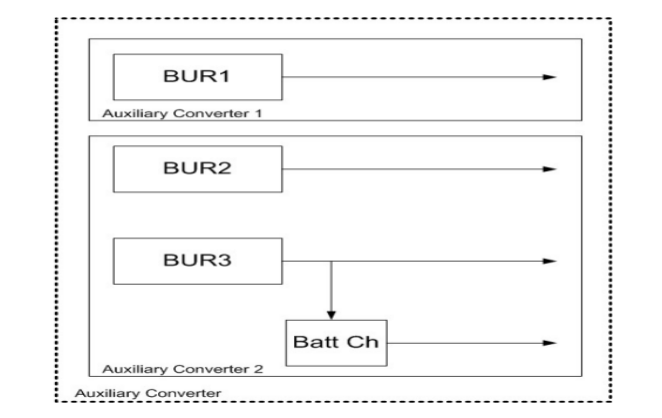 BUR1
Auxiliary Converter 1
BUR2
BUR3
Batt Ch
Auxiliary Converter 2
Auxiliary Converter